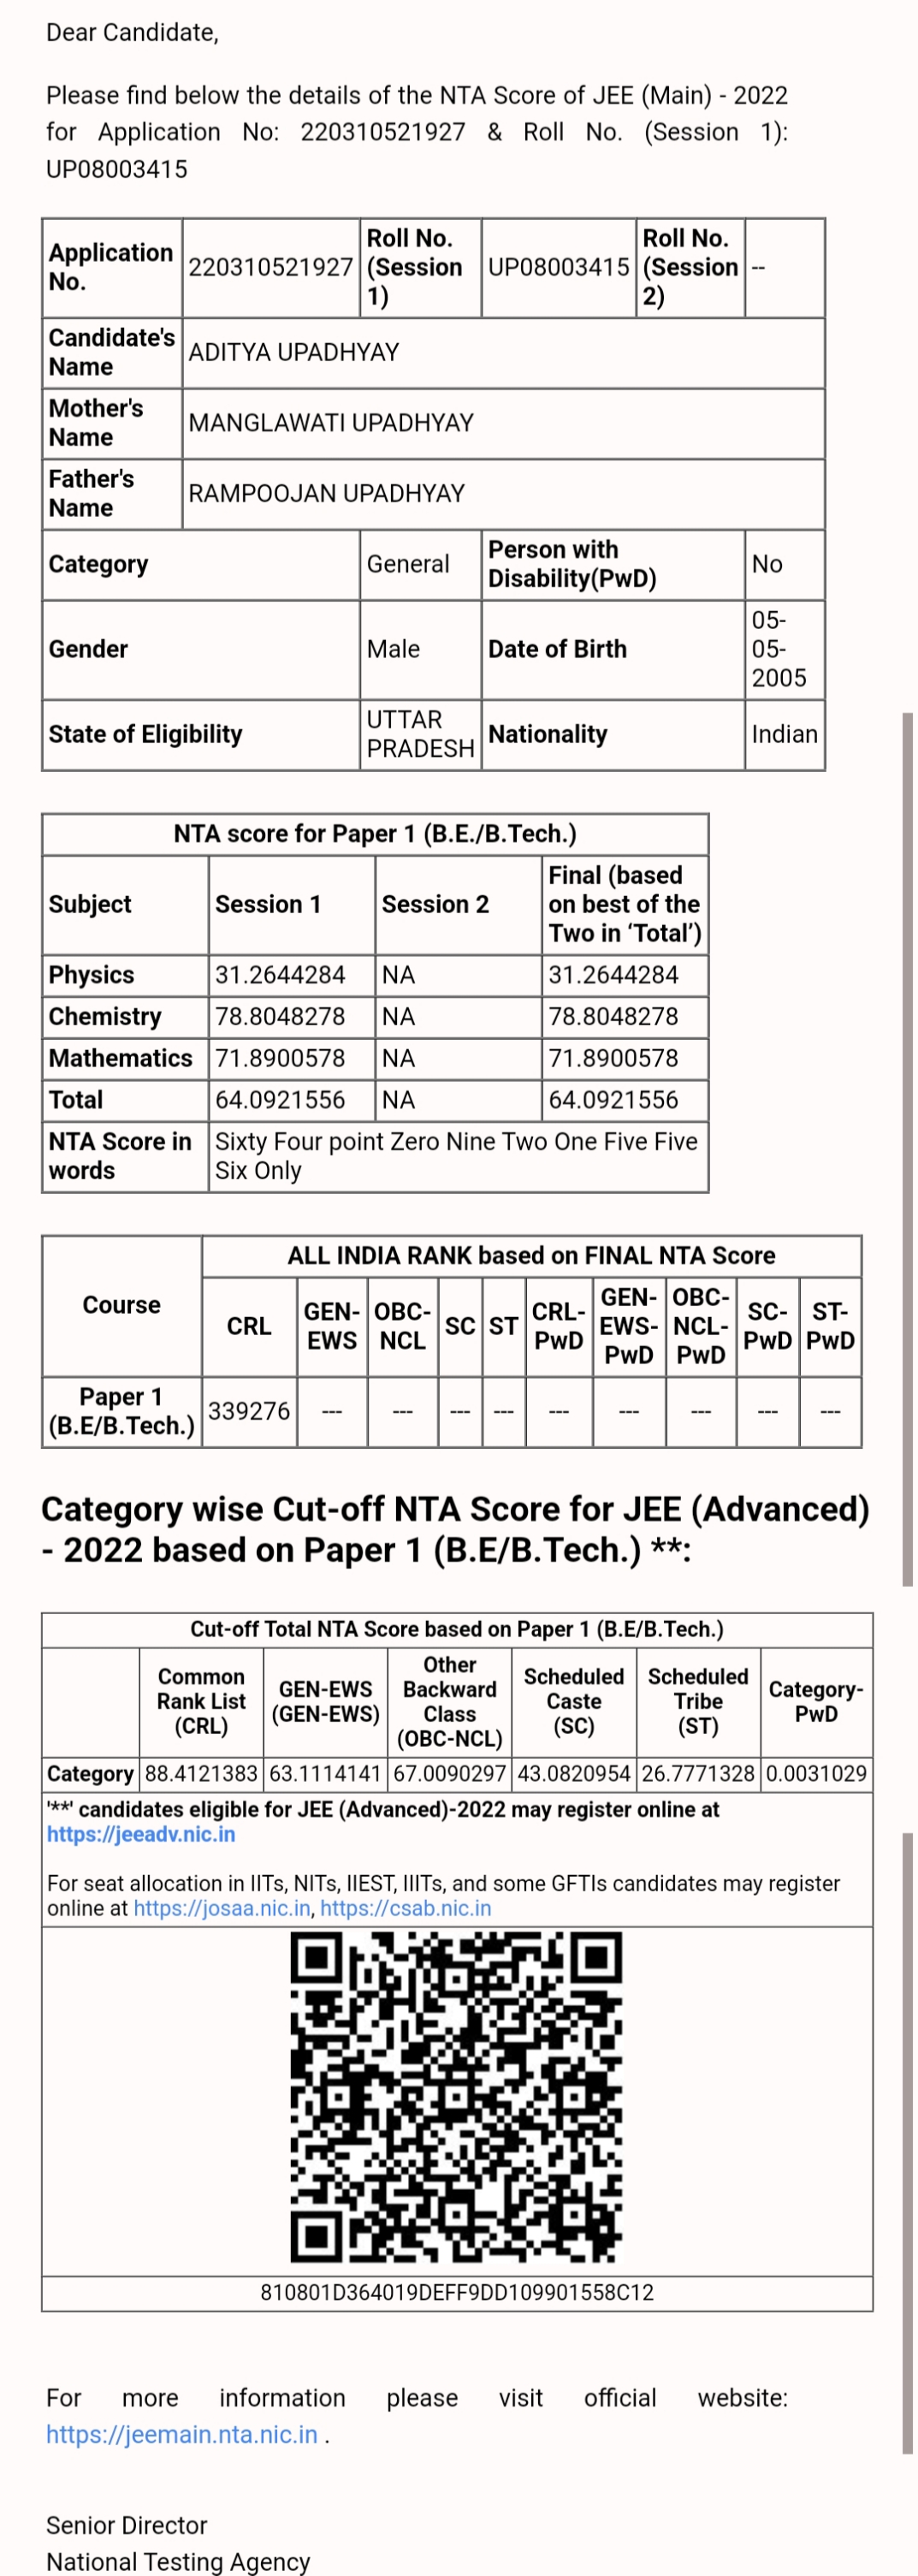 Dear Candidate,
Please find below the details of the NTA Score of JEE (Main) - 2022
for Application No: 220310521927 & Roll No. (Session 1):
UP08003415
Application No. 220310521927 Roll No. (Session 1) UP08003415 Roll No. (Session 2) --
Candidate's Name ADITYA UPADHYAY
Mother's Name MANGLAWATI UPADHYAY
Father's Name RAMPOOJAN UPADHYAY
Category General Person with Disability(PwD) No
Gender Male Date of Birth 05-05-2005
State of Eligibility UTTAR PRADESH Nationality Indian
NTA score for Paper 1 (B.E./B.Tech.)
Subject Session 1 Session 2 Final (based on best of the Two in ‘Total’)
Physics 31.2644284 NA 31.2644284
Chemistry 78.8048278 NA 78.8048278
Mathematics 71.8900578 NA 71.8900578
Total 64.0921556 NA 64.0921556
NTA Score in words Sixty Four point Zero Nine Two One Five Five Six Only
Course ALL INDIA RANK based on FINAL NTA Score
CRL GEN-EWS OBC-NCL SC ST CRL-PwD GEN-EWS-PwD OBC-NCL-PwD SC-PwD ST-PwD
Paper 1 (B.E/B.Tech.) 339276 --- --- --- --- --- --- --- --- ---
Category wise Cut-off NTA Score for JEE (Advanced)
- 2022 based on Paper 1 (B.E/B.Tech.) **:
Cut-off Total NTA Score based on Paper 1 (B.E/B.Tech.)
Common Rank List (CRL) GEN-EWS (GEN-EWS) Other Backward Class (OBC-NCL) Scheduled Caste (SC) Scheduled Tribe (ST) Category-PwD
Category 88.4121383 63.1114141 67.0090297 43.0820954 26.7771328 0.0031029
'**' candidates eligible for JEE (Advanced)-2022 may register online at
https://jeeadv.nic.in
For seat allocation in IITs, NITs, IIEST, IIITs, and some GFTIs candidates may register
online at https://josaa.nic.in, https://csab.nic.in
810801D364019DEFF9DD109901558C12
For more information please visit official website:
https://jeemain.nta.nic.in .
Senior Director
National Testing Agency